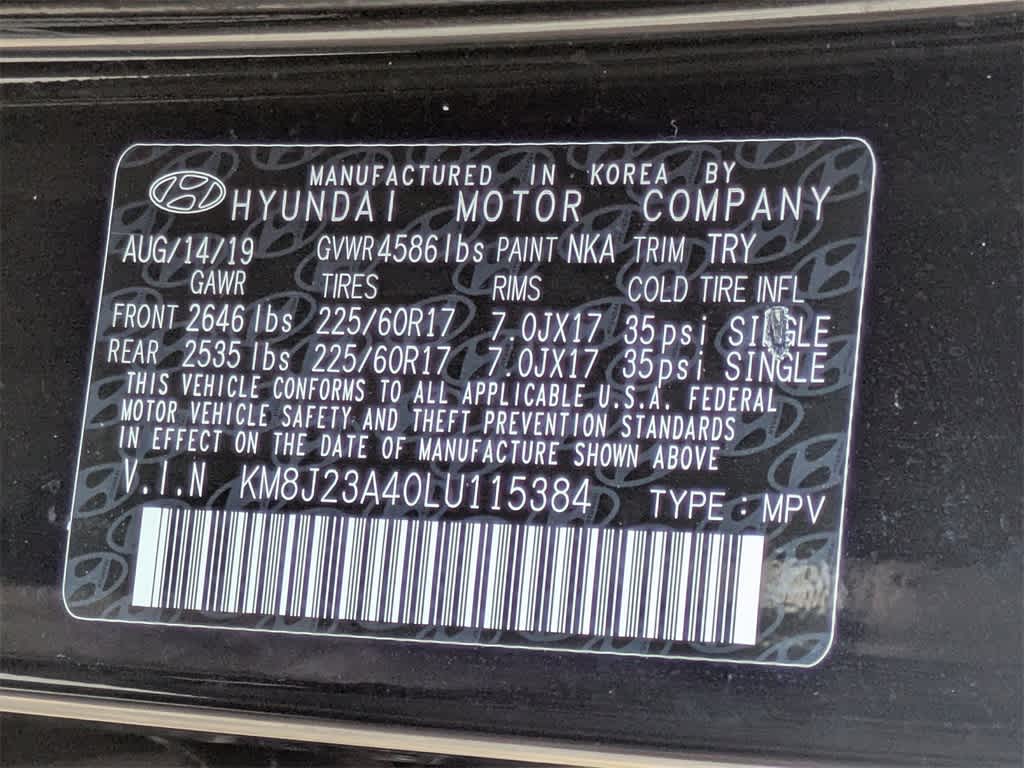 MANUFACTURED IN KOREA BY
HYUNDAI MOTOR COMPANY
AUG/14/19 GVWR 4586 lbs PAINT NKA TRIM TRY
GAWR TIRES RIMS COLD TIRE INFL
FRONT 2646 lbs 225/60R17 7.0JX17 35psi SINGLE
REAR 2535 lbs 225/60R17 7.0JX17 35psi SINGLE
THIS VEHICLE CONFORMS TO ALL APPLICABLE U.S.A. FEDERAL
MOTOR VEHICLE SAFETY AND THEFT PREVENTION STANDARDS
IN EFFECT ON THE DATE OF MANUFACTURE SHOWN ABOVE
V.I.N KM8J23A40LU115384 TYPE : MPV